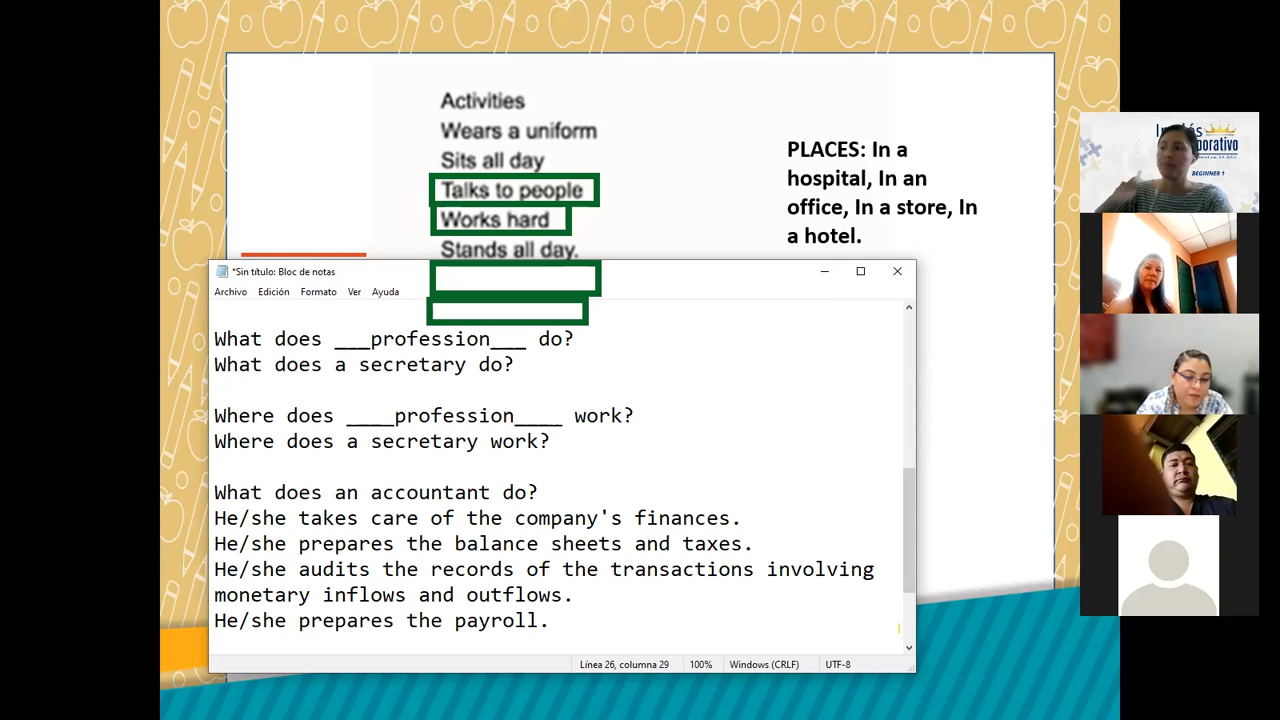 Activities
Wears a uniform
Sits all day
Talks to people
Works hard
Stands all day.
PLACES: In a
hospital, In an
office, In a store, In
a hotel.
*Sin título: Bloc de notas
Archivo Edición Formato Ver Ayuda
What does ___profession___ do?
What does a secretary do?
Where does ____profession____ work?
Where does a secretary work?
What does an accountant do?
He/she takes care of the company's finances.
He/she prepares the balance sheets and taxes.
He/she audits the records of the transactions involving
monetary inflows and outflows.
He/she prepares the payroll.
Línea 26, columna 29 100% Windows (CRLF) UTF-8
BEGINNER 1